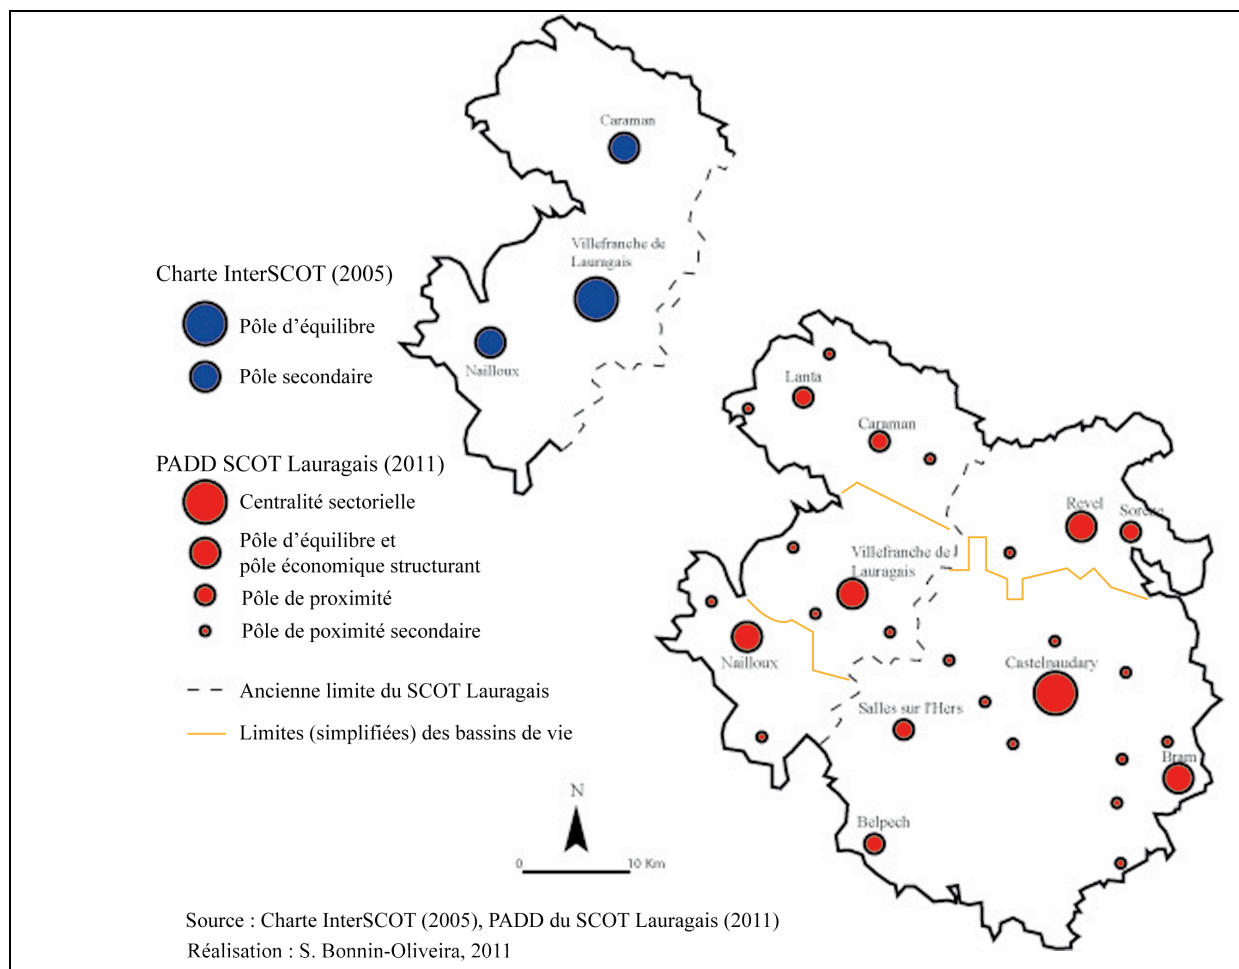 Caraman
Villefranche de
Lauragais
Nailloux
Charte InterSCOT (2005)
Pôle d'équilibre
Pôle secondaire
PADD SCOT Lauragais (2011)
Centralité sectorielle
Pôle d'équilibre et
pôle économique structurant
Pôle de proximité
Pôle de poximité secondaire
Ancienne limite du SCOT Lauragais
Limites (simplifiées) des bassins de vie
Lanta
Caraman
Revel
Sorèze
Villefranche de
Lauragais
Nailloux
Castelnaudary
Salles sur l'Hers
Bram
Belpech
N
0 10 Km
Source : Charte InterSCOT (2005), PADD du SCOT Lauragais (2011)
Réalisation : S. Bonnin-Oliveira, 2011